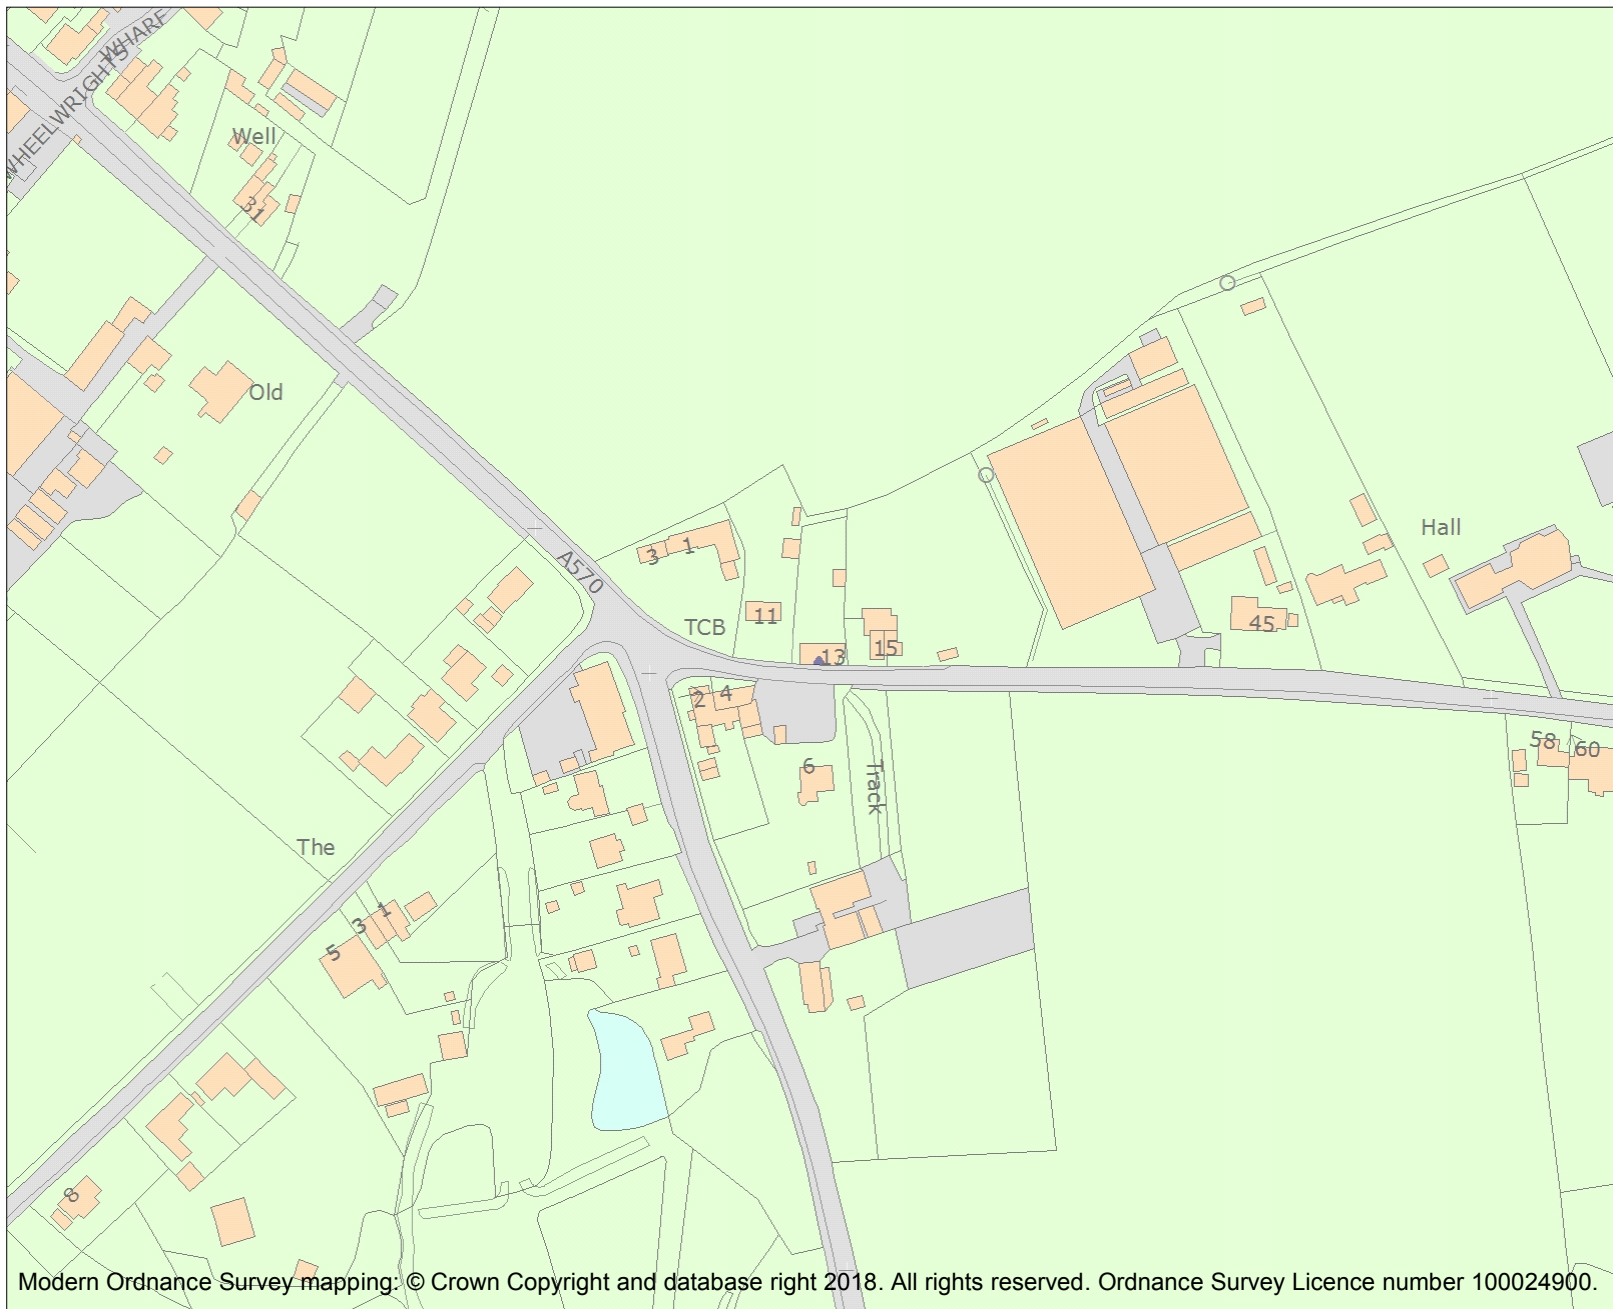 WHEELWRIGHTS WHARF
Well
31
Old
A570
3
1
TCB
11
13
15
Hall
45
2
4
6
Track
58
60
The
1
3
5
8
Modern Ordnance Survey mapping: © Crown Copyright and database right 2018. All rights reserved. Ordnance Survey Licence number 100024900.